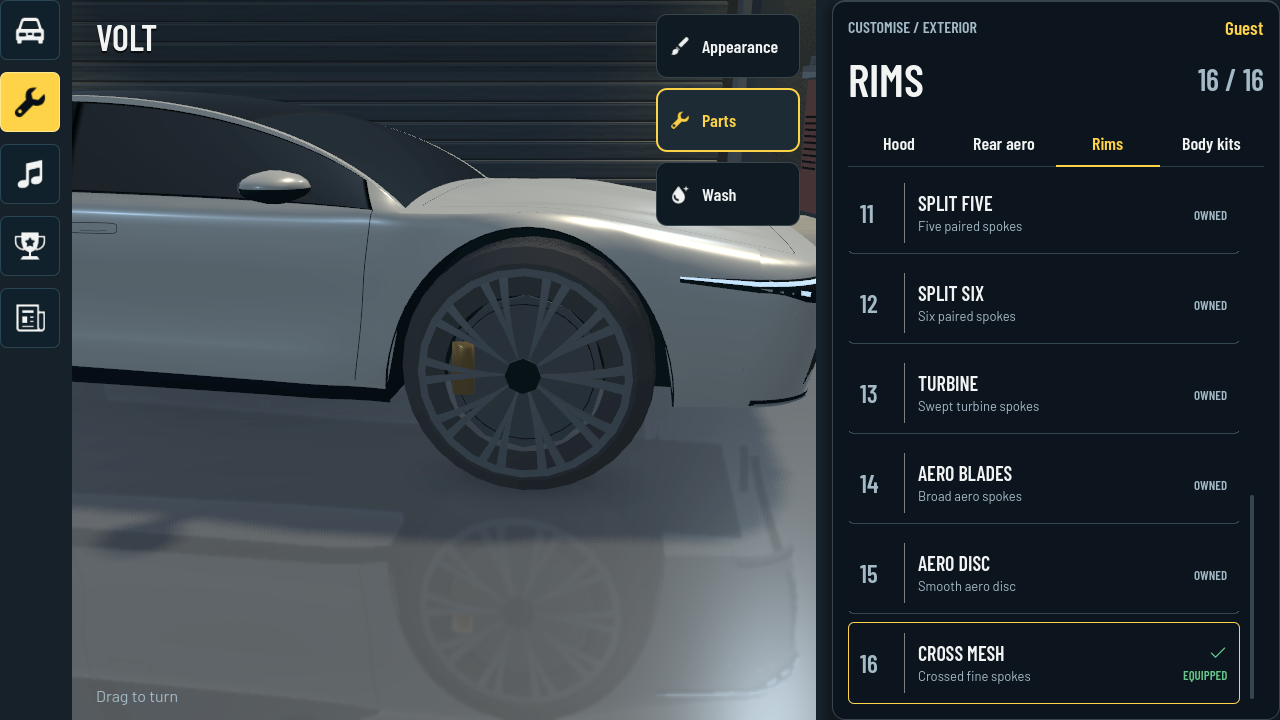 VOLT
Appearance
Parts
Wash
Drag to turn
CUSTOMISE / EXTERIOR
Guest
RIMS
16 / 16
Hood
Rear aero
Rims
Body kits
11
SPLIT FIVE
Five paired spokes
OWNED
12
SPLIT SIX
Six paired spokes
OWNED
13
TURBINE
Swept turbine spokes
OWNED
14
AERO BLADES
Broad aero spokes
OWNED
15
AERO DISC
Smooth aero disc
OWNED
16
CROSS MESH
Crossed fine spokes
EQUIPPED